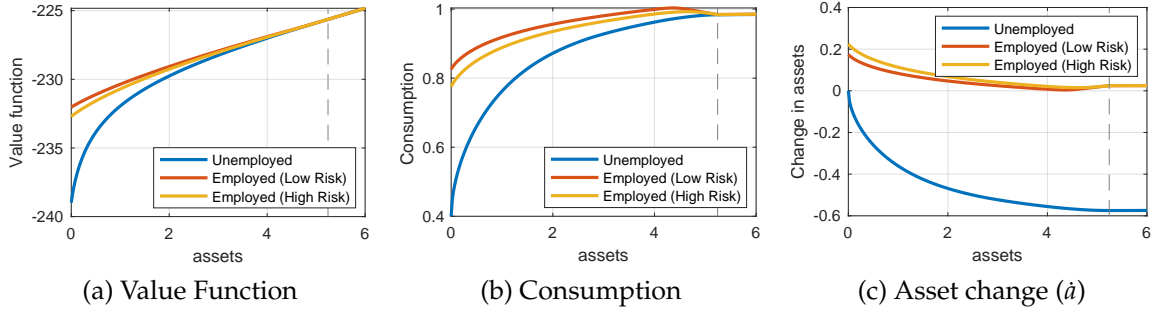 -225
-230
-235
-240
Value function
Unemployed
Employed (Low Risk)
Employed (High Risk)
0
2
4
6
assets
(a) Value Function
1
0.8
0.6
0.4
Consumption
Unemployed
Employed (Low Risk)
Employed (High Risk)
0
2
4
6
assets
(b) Consumption
0.4
0.2
0
-0.2
-0.4
-0.6
Change in assets
Unemployed
Employed (Low Risk)
Employed (High Risk)
0
2
4
6
assets
(c) Asset change (ȧ)